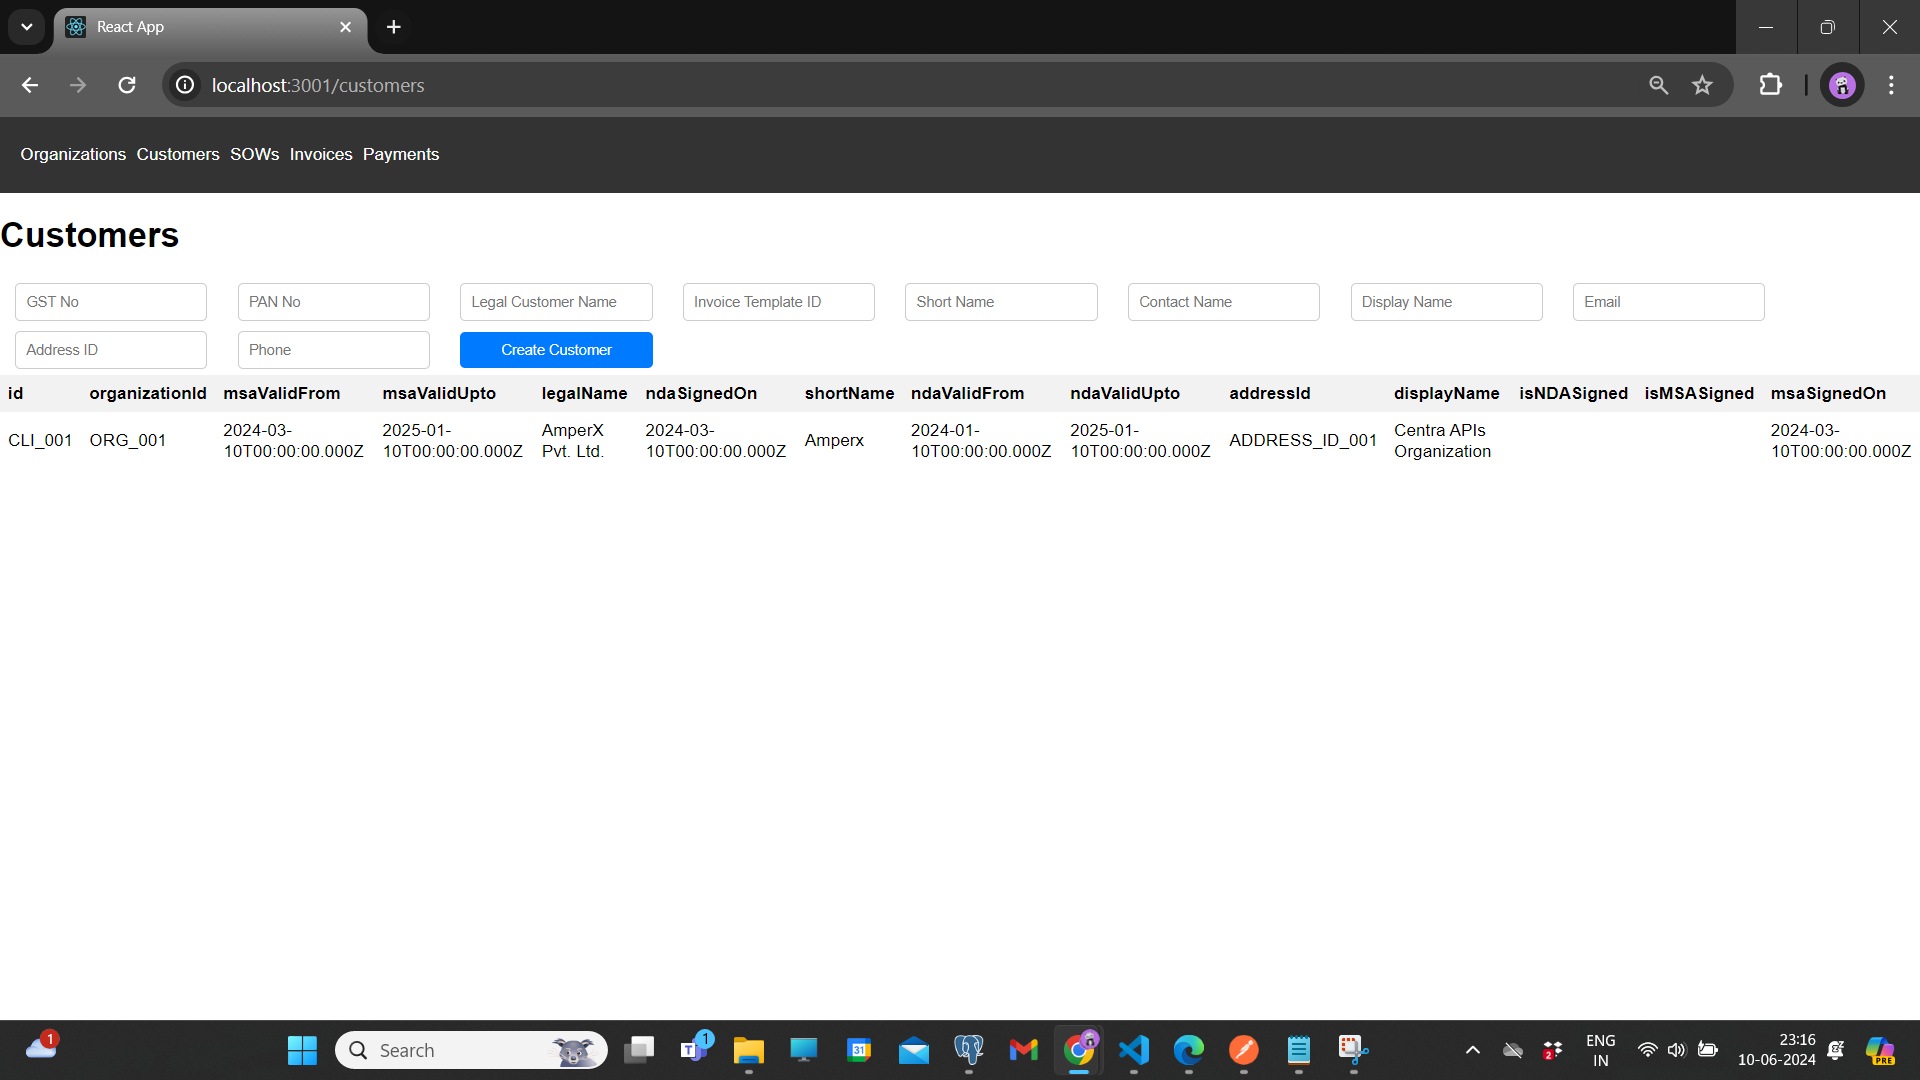 React App
localhost:3001/customers
Organizations Customers SOWs Invoices Payments
Customers
GST No PAN No Legal Customer Name Invoice Template ID Short Name Contact Name Display Name Email
Address ID Phone Create Customer
id organizationId msaValidFrom msaValidUpto legalName ndaSignedOn shortName ndaValidFrom ndaValidUpto addressId displayName isNDASigned isMSASigned msaSignedOn
CLI_001 ORG_001 2024-03-10T00:00:00.000Z 2025-01-10T00:00:00.000Z AmperX Pvt. Ltd. 2024-03-10T00:00:00.000Z Amperx 2024-01-10T00:00:00.000Z 2025-01-10T00:00:00.000Z ADDRESS_ID_001 Centra APIs Organization 2024-03-10T00:00:00.000Z
1 Search 1 31 2 ENG 23:16
IN 10-06-2024 PRE